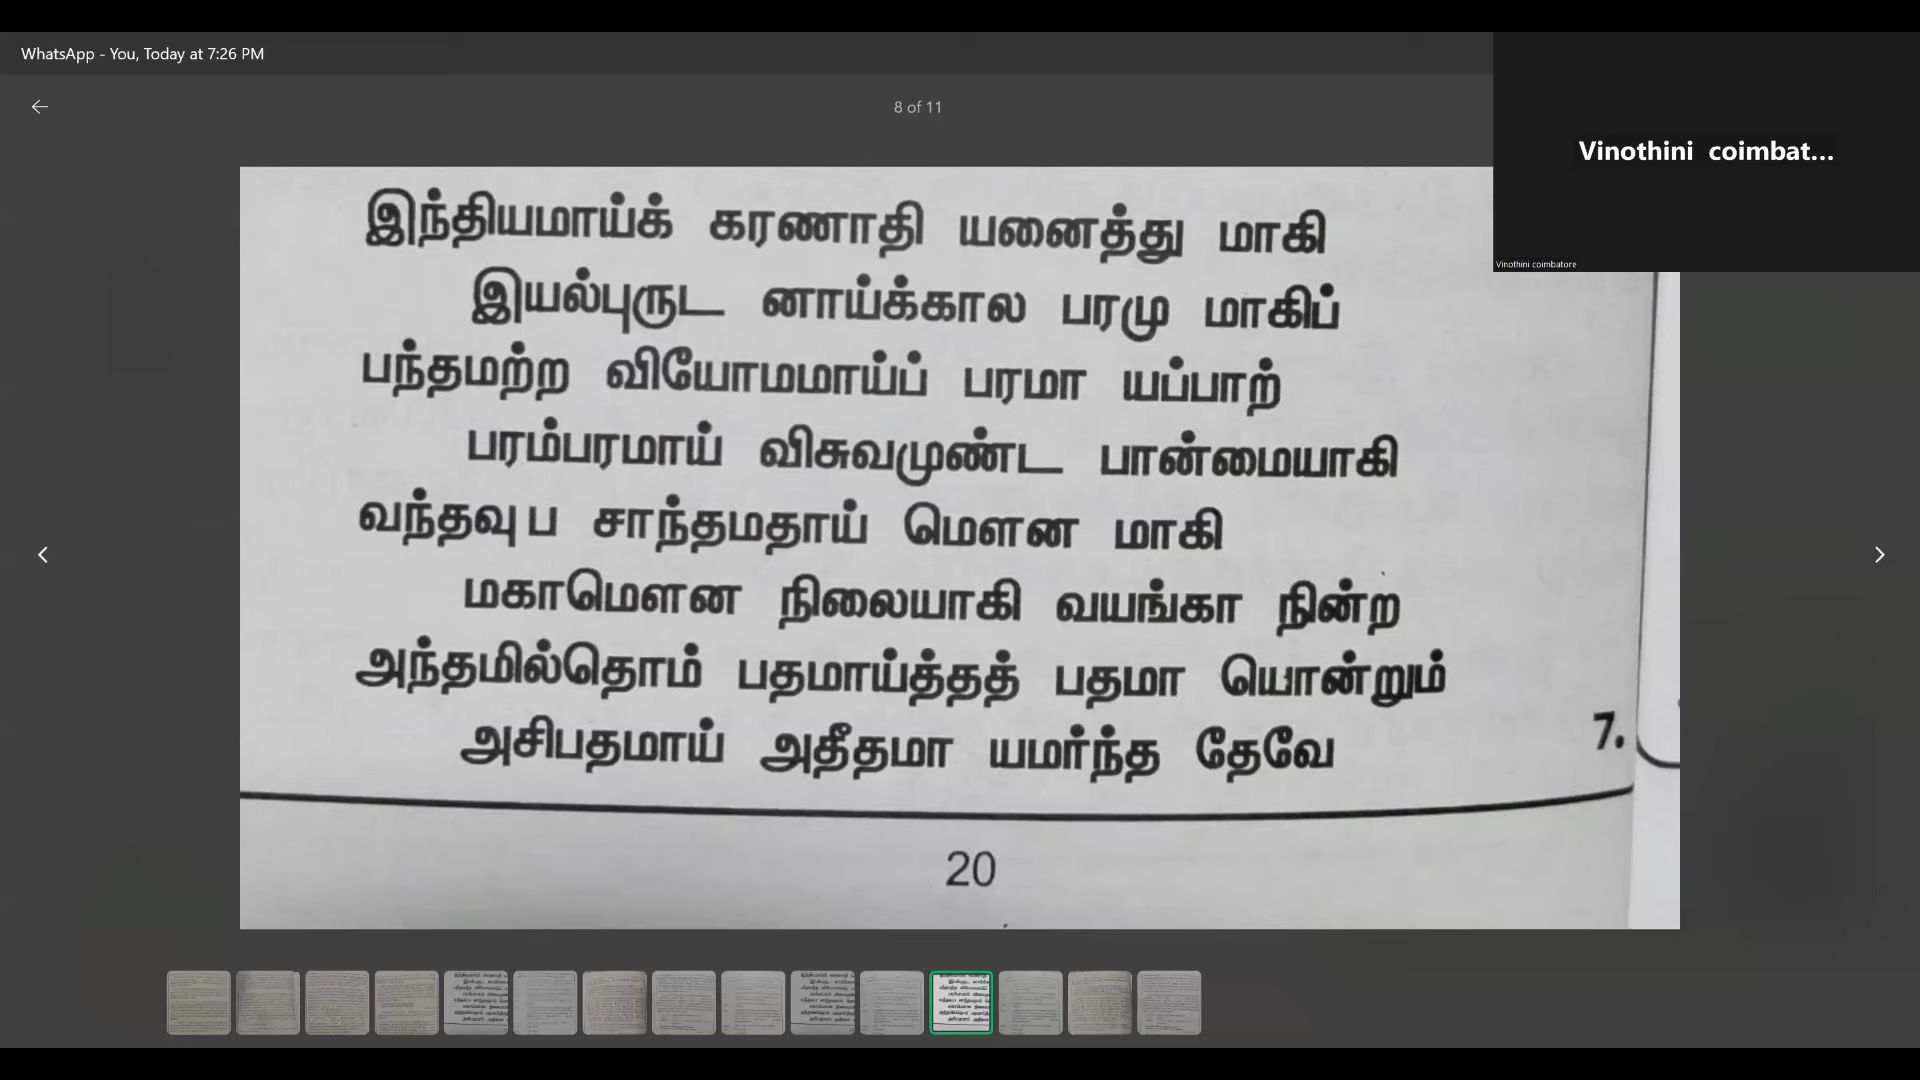 WhatsApp - You, Today at 7:26 PM
8 of 11
Vinothini coimbat...
Vinothini coimbatore
இந்தியமாய்க் கரணாதி யனைத்து மாகி
இயல்புருட னாய்க்கால பரமு மாகிப்
பந்தமற்ற வியோமமாய்ப் பரமா யப்பாற்
பரம்பரமாய் விசுவமுண்ட பான்மையாகி
வந்தவுப சாந்தமதாய் மௌன மாகி
மகாமௌன நிலையாகி வயங்கா நின்ற
அந்தமில்தொம் பதமாய்த்தத் பதமா யொன்றும்
அசிபதமாய் அதீதமா யமர்ந்த தேவே
7.
20